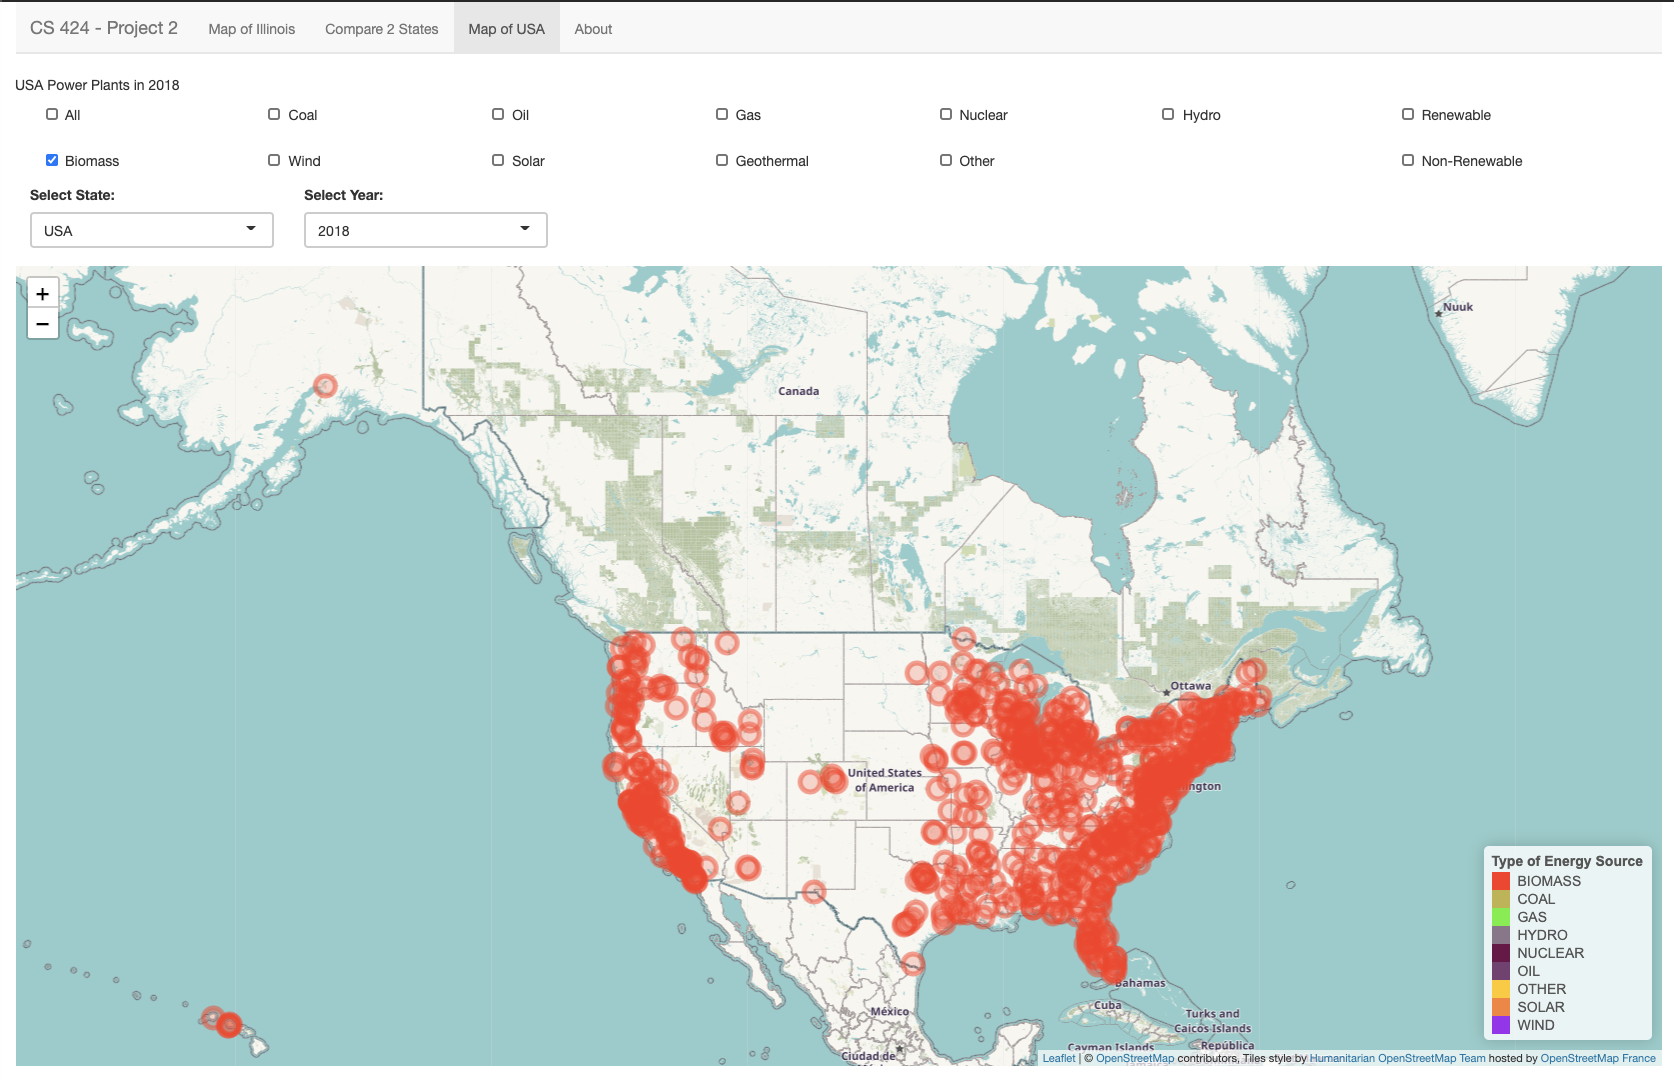 CS 424 - Project 2 Map of Illinois Compare 2 States Map of USA About
USA Power Plants in 2018
All Coal Oil Gas Nuclear Hydro Renewable
Biomass Wind Solar Geothermal Other Non-Renewable
Select State: Select Year:
USA 2018
+
−
Nuuk
Canada
Ottawa
United States
of America
ngton
Type of Energy Source
BIOMASS
COAL
GAS
HYDRO
NUCLEAR
OIL
OTHER
SOLAR
WIND
Bahamas
Cuba
México
Turks and
Caicos Islands
Cayman Islands
República
Ciudad de
Leaflet | © OpenStreetMap contributors, Tiles style by Humanitarian OpenStreetMap Team hosted by OpenStreetMap France